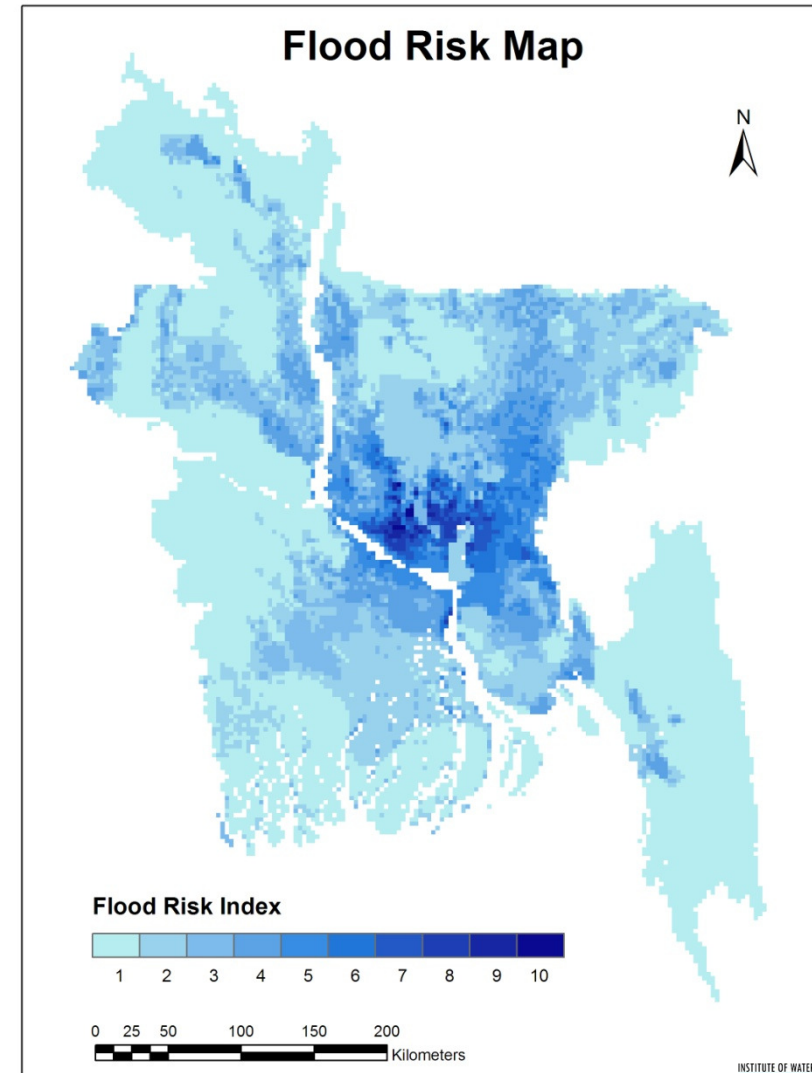 Flood Risk Map
N
Flood Risk Index
1 2 3 4 5 6 7 8 9 10
0 25 50 100 150 200
Kilometers
INSTITUTE OF WATER